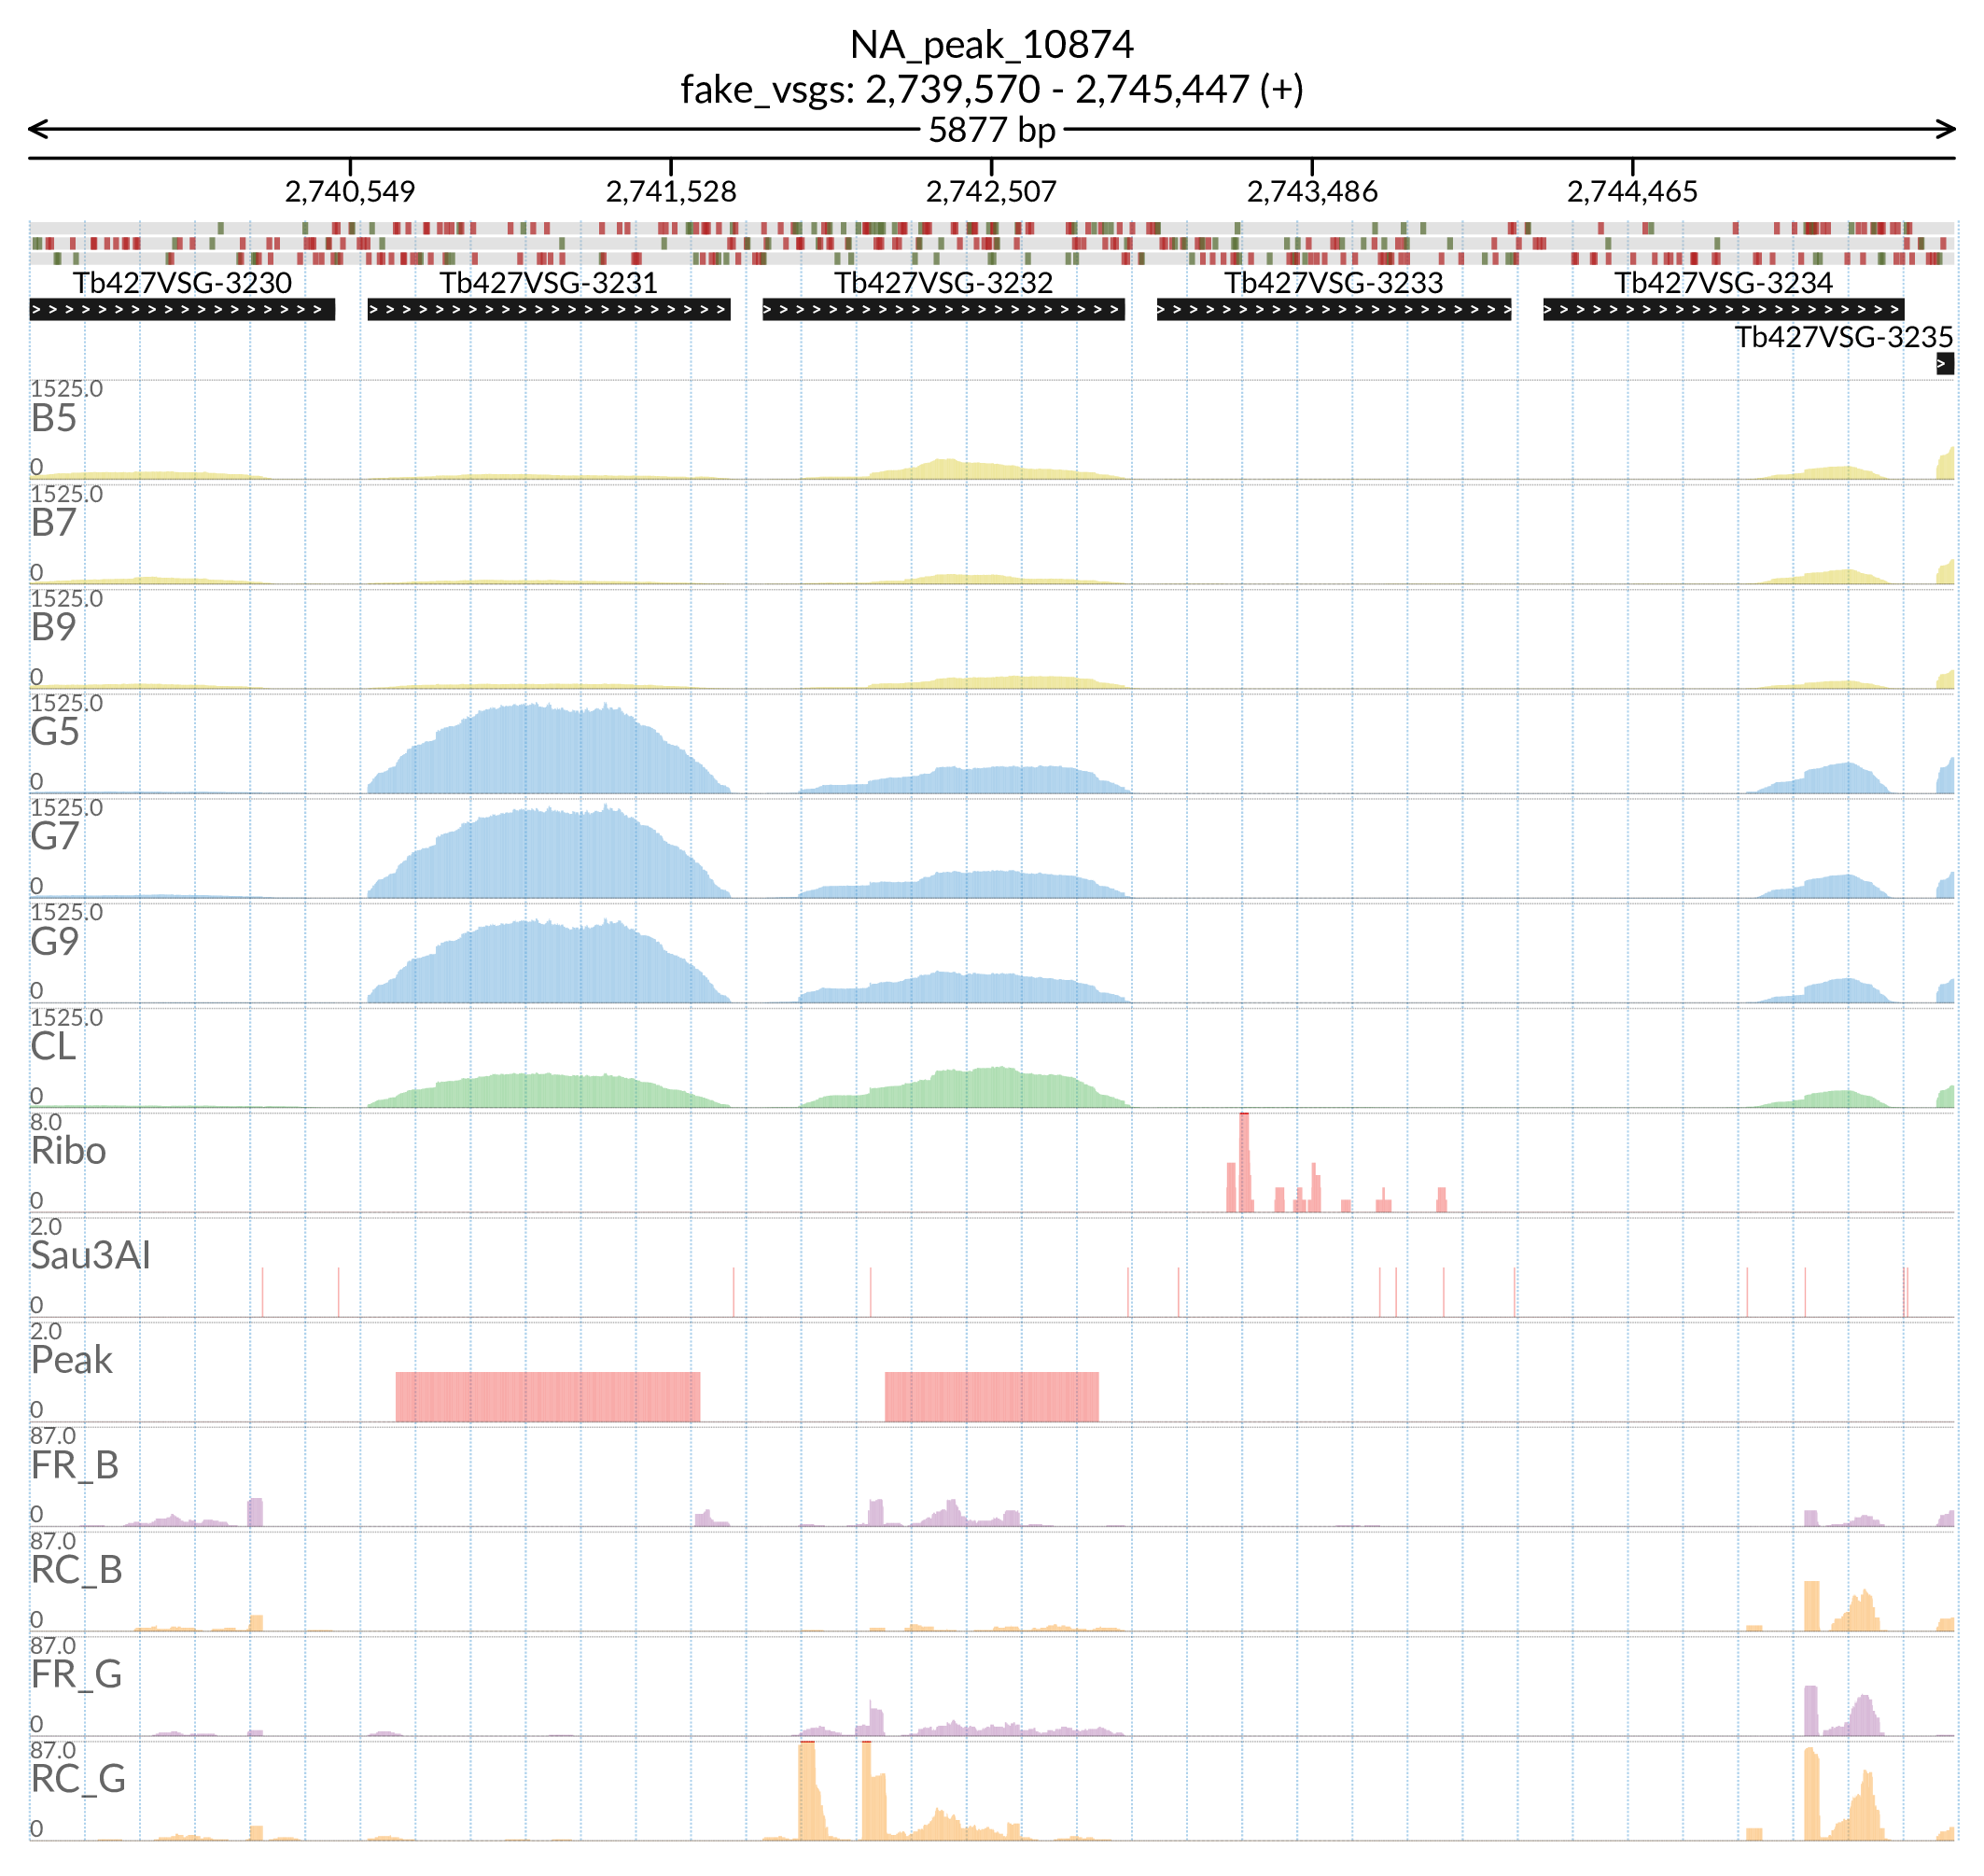 NA_peak_10874
fake_vsgs: 2,739,570 - 2,745,447 (+)
5877 bp
2,740,549 2,741,528 2,742,507 2,743,486 2,744,465
Tb427VSG-3230 Tb427VSG-3231 Tb427VSG-3232 Tb427VSG-3233 Tb427VSG-3234
Tb427VSG-3235
1525.0
B5
0
1525.0
B7
0
1525.0
B9
0
1525.0
G5
0
1525.0
G7
0
1525.0
G9
0
1525.0
CL
0
8.0
Ribo
0
2.0
Sau3AI
0
2.0
Peak
0
87.0
FR_B
0
87.0
RC_B
0
87.0
FR_G
0
87.0
RC_G
0